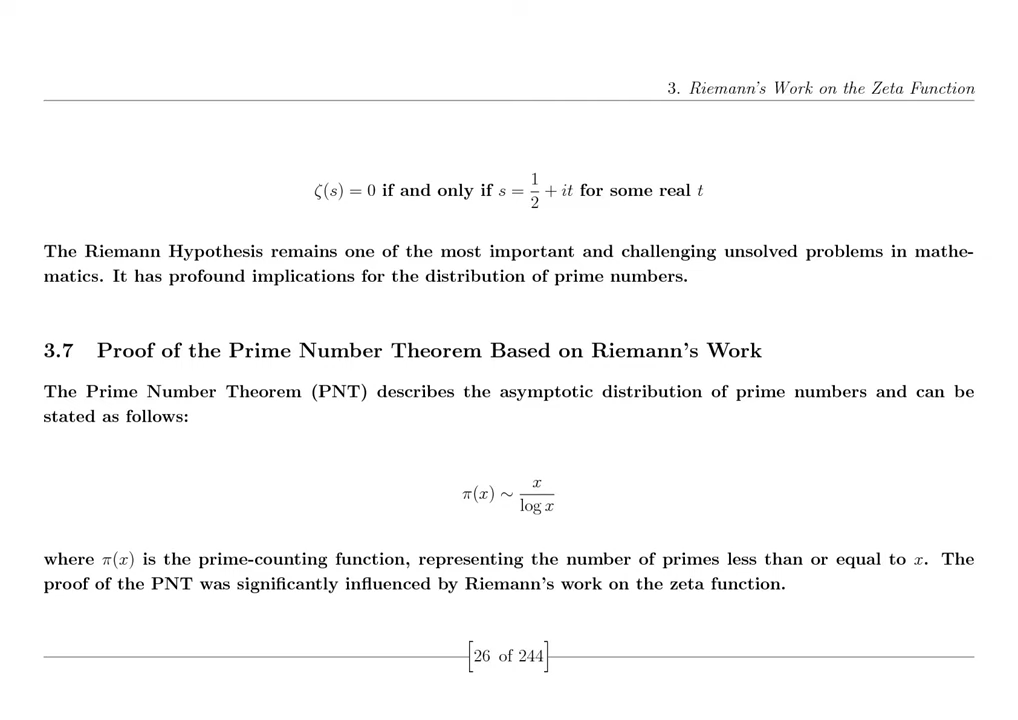 3. Riemann's Work on the Zeta Function
ζ(s) = 0 if and only if s = 1/2 + it for some real t
The Riemann Hypothesis remains one of the most important and challenging unsolved problems in mathe-
matics. It has profound implications for the distribution of prime numbers.
3.7 Proof of the Prime Number Theorem Based on Riemann's Work
The Prime Number Theorem (PNT) describes the asymptotic distribution of prime numbers and can be
stated as follows:
π(x) ∼ x/log x
where π(x) is the prime-counting function, representing the number of primes less than or equal to x. The
proof of the PNT was significantly influenced by Riemann's work on the zeta function.
[26 of 244]